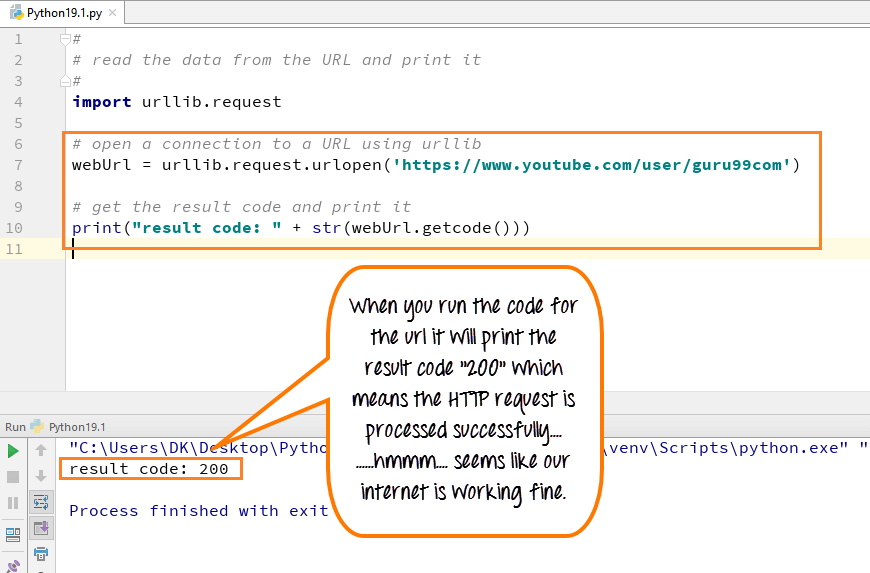 Python19.1.py
1 #
2 # read the data from the URL and print it
3 #
4 import urllib.request
5
6 # open a connection to a URL using urllib
7 webUrl = urllib.request.urlopen('https://www.youtube.com/user/guru99com')
8
9 # get the result code and print it
10 print("result code: " + str(webUrl.getcode()))
11
When you run the code for
the url it will print the
result code "200" which
means the HTTP request is
processed successfully....
......hmmm.... seems like our
internet is working fine.
Run Python19.1
"C:\Users\DK\Desktop\Pytho \venv\Scripts\python.exe" "
result code: 200
Process finished with exit